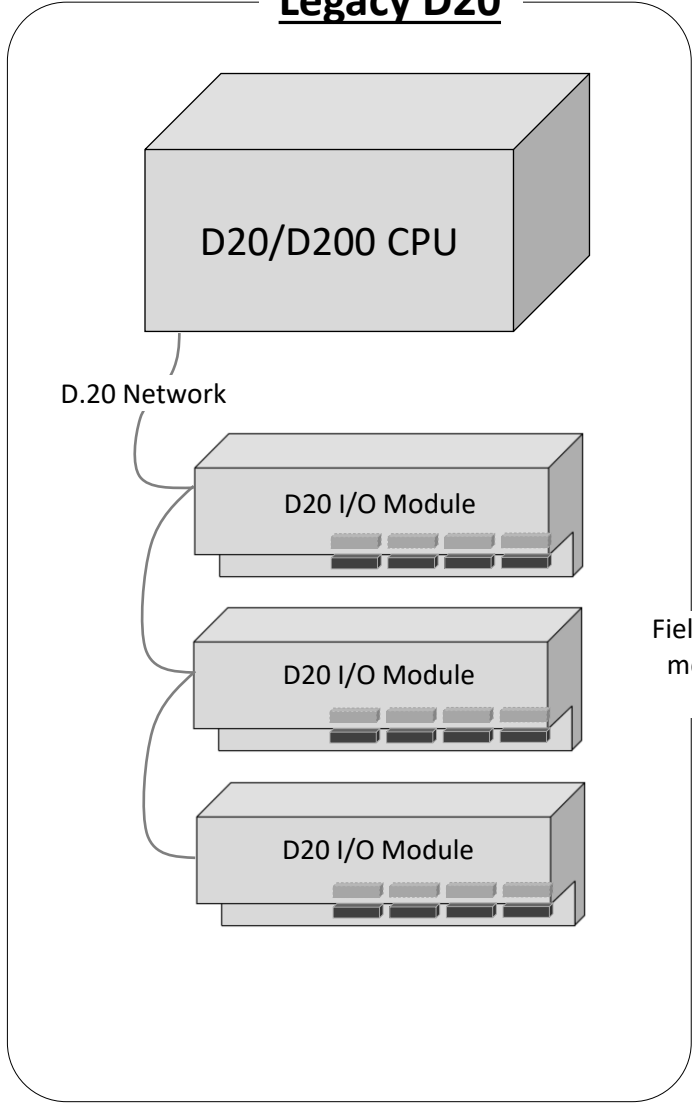 Legacy D20
D20/D200 CPU
D.20 Network
D20 I/O Module
D20 I/O Module
D20 I/O Module